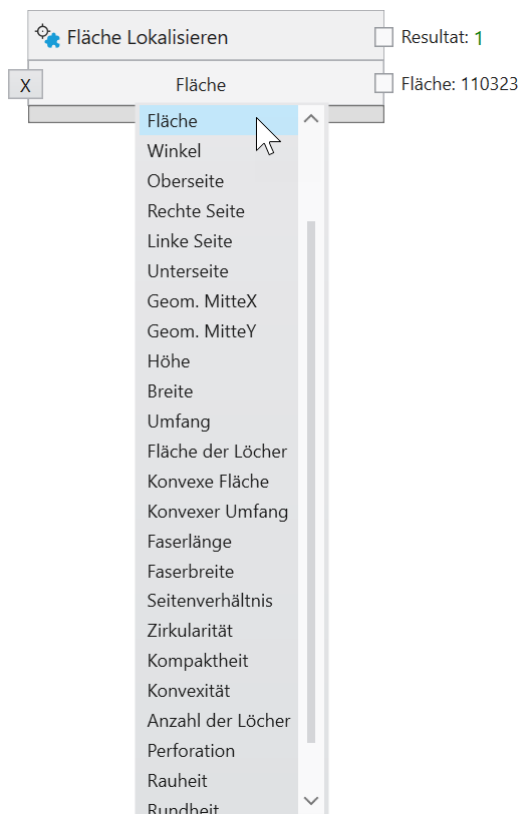 Fläche Lokalisieren
Resultat: 1
X
Fläche
Fläche: 110323
Fläche
Winkel
Oberseite
Rechte Seite
Linke Seite
Unterseite
Geom. MitteX
Geom. MitteY
Höhe
Breite
Umfang
Fläche der Löcher
Konvexe Fläche
Konvexer Umfang
Faserlänge
Faserbreite
Seitenverhältnis
Zirkularität
Kompaktheit
Konvexität
Anzahl der Löcher
Perforation
Rauheit
Rundheit